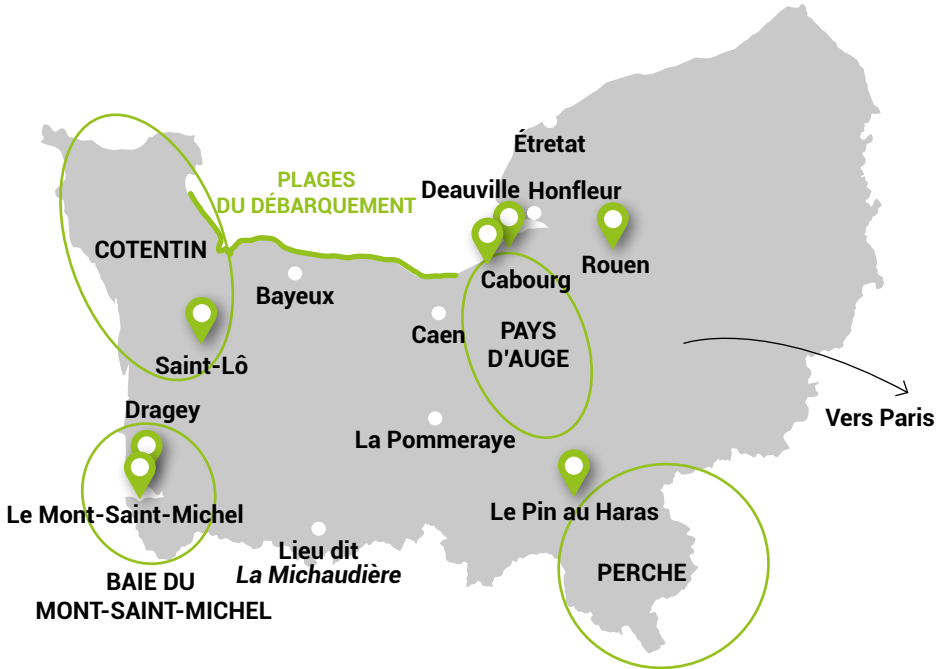 Étretat
PLAGES
DU DÉBARQUEMENT
Deauville
Honfleur
COTENTIN
Rouen
Cabourg
Bayeux
Caen
PAYS
D'AUGE
Saint-Lô
Dragey
Vers Paris
La Pommeraye
Le Mont-Saint-Michel
Le Pin au Haras
Lieu dit
La Michaudière
BAIE DU
MONT-SAINT-MICHEL
PERCHE